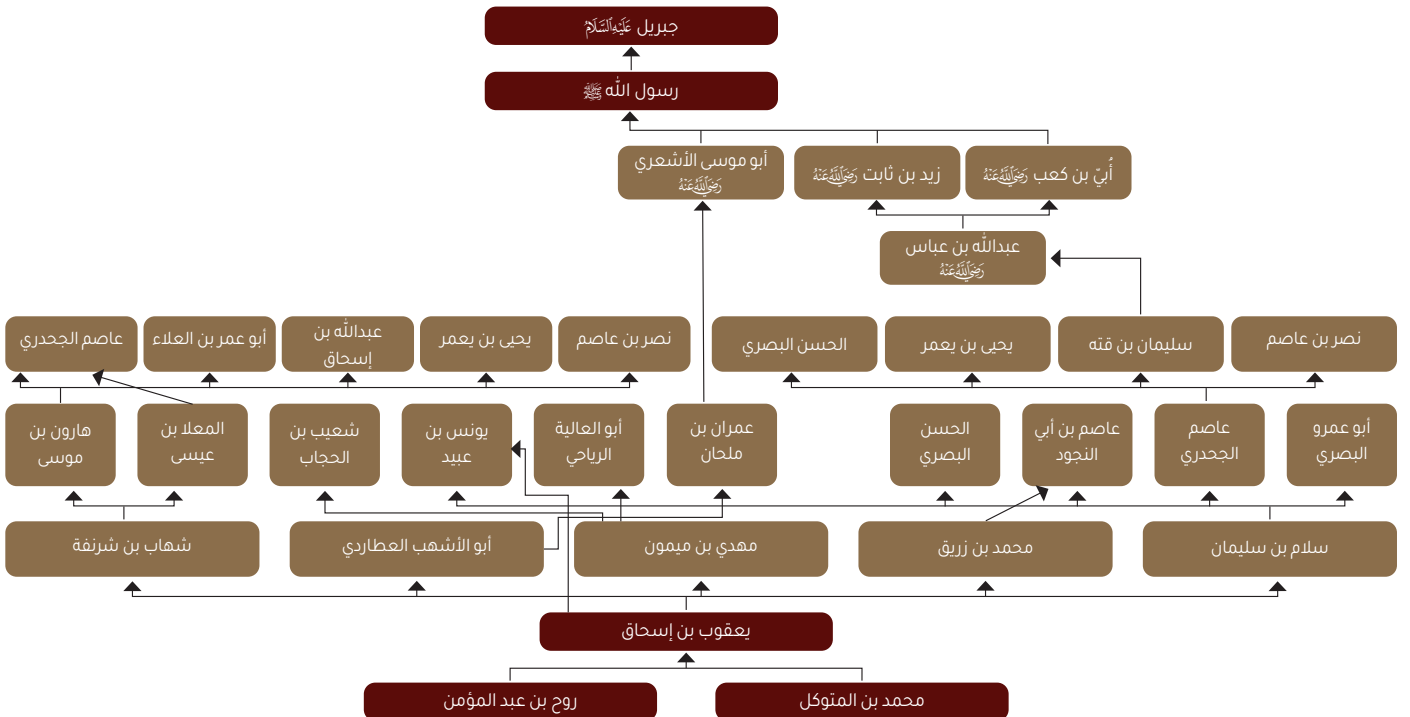 جبريل عَلَيْهِ السَّلَامُ
رسول الله ﷺ
أُبيّ بن كعب رَضِيَ اللَّهُ عَنْهُ
زيد بن ثابت رَضِيَ اللَّهُ عَنْهُ
أبو موسى الأشعري
رَضِيَ اللَّهُ عَنْهُ
عبدالله بن عباس
رَضِيَ اللَّهُ عَنْهُ
نصر بن عاصم
سليمان بن قته
يحيى بن يعمر
الحسن البصري
نصر بن عاصم
يحيى بن يعمر
عبدالله بن
إسحاق
أبو عمر بن العلاء
عاصم الجحدري
أبو عمرو
البصري
عاصم
الجحدري
عاصم بن أبي
النجود
الحسن
البصري
عمران بن
ملحان
أبو العالية
الرياحي
يونس بن
عبيد
شعيب بن
الحجاب
المعلا بن
عيسى
هارون بن
موسى
سلام بن سليمان
محمد بن زريق
مهدي بن ميمون
أبو الأشهب العطاردي
شهاب بن شرنفة
يعقوب بن إسحاق
محمد بن المتوكل
روح بن عبد المؤمن